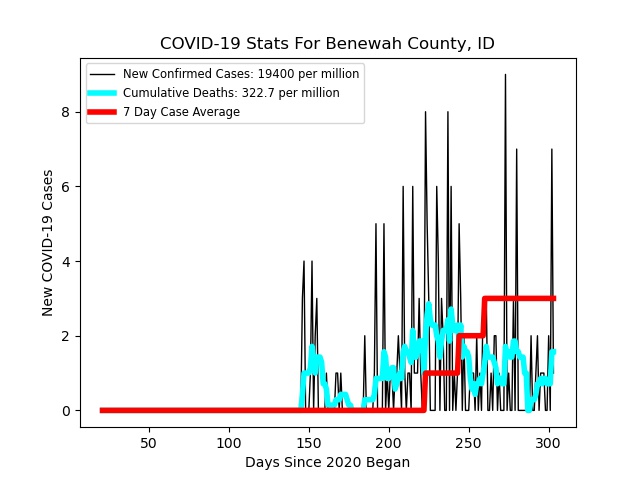 COVID-19 Stats For Benewah County, ID
New Confirmed Cases: 19400 per million
Cumulative Deaths: 322.7 per million
7 Day Case Average
New COVID-19 Cases
8
6
4
2
0
50 100 150 200 250 300
Days Since 2020 Began